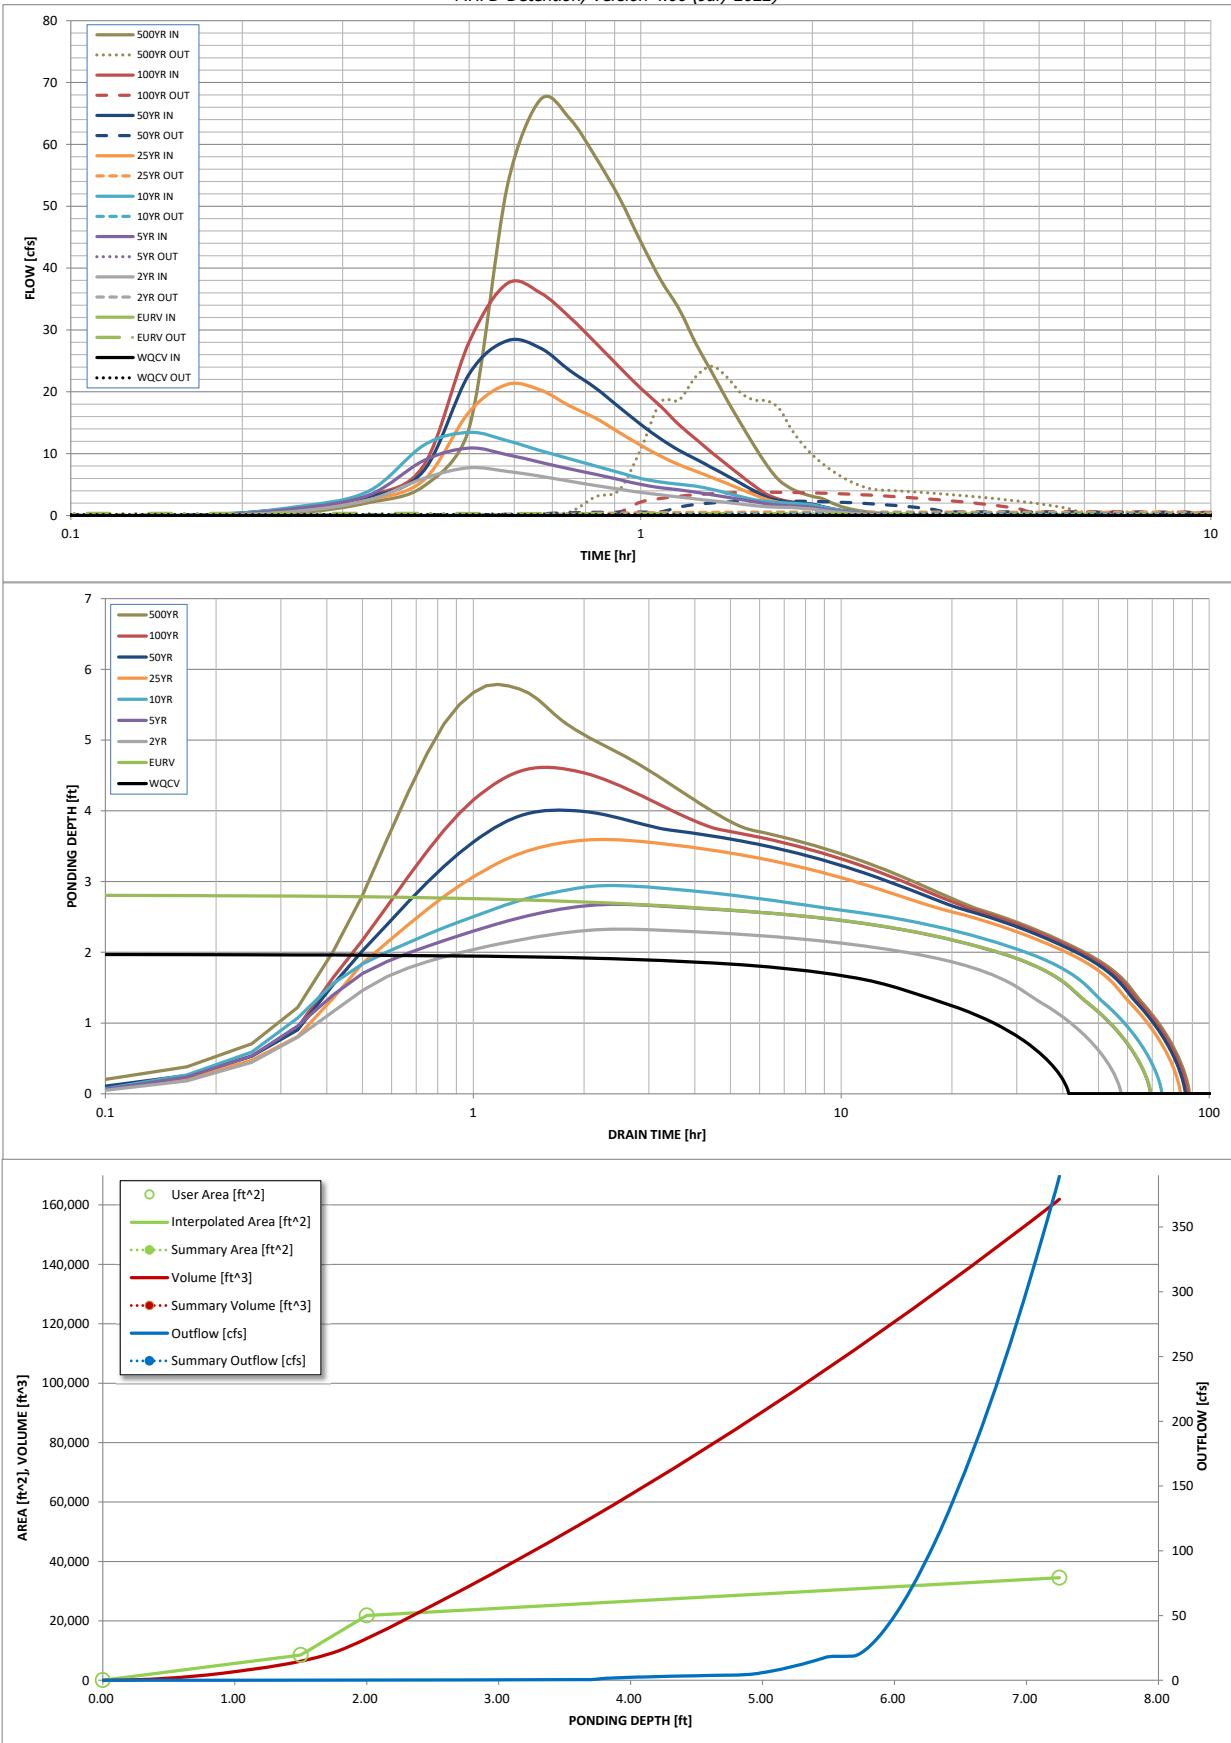 MHFD-Detention, Version 4.06 (July 2022)
80
70
60
50
40
30
20
10
0
FLOW [cfs]
500YR IN
500YR OUT
100YR IN
100YR OUT
50YR IN
50YR OUT
25YR IN
25YR OUT
10YR IN
10YR OUT
5YR IN
5YR OUT
2YR IN
2YR OUT
EURV IN
EURV OUT
WQCV IN
WQCV OUT
0.1
1
10
TIME [hr]
7
6
5
4
3
2
1
0
PONDING DEPTH [ft]
500YR
100YR
50YR
25YR
10YR
5YR
2YR
EURV
WQCV
0.1
1
10
100
DRAIN TIME [hr]
160,000
140,000
120,000
100,000
80,000
60,000
40,000
20,000
0
AREA [ft^2], VOLUME [ft^3]
User Area [ft^2]
Interpolated Area [ft^2]
Summary Area [ft^2]
Volume [ft^3]
Summary Volume [ft^3]
Outflow [cfs]
Summary Outflow [cfs]
350
300
250
200
150
100
50
0
OUTFLOW [cfs]
0.00
1.00
2.00
3.00
4.00
5.00
6.00
7.00
8.00
PONDING DEPTH [ft]